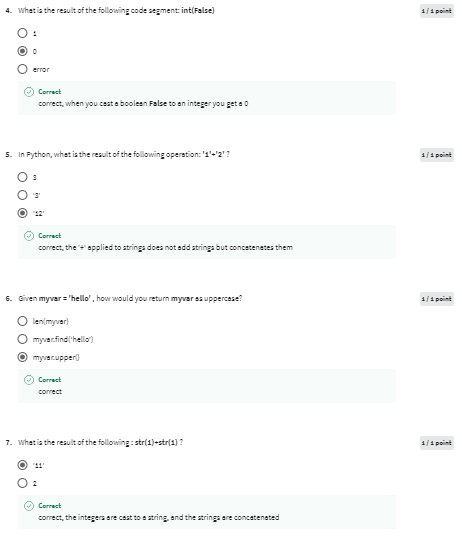 4. What is the result of the following code segment: int(False)
1 / 1 point
1
0
error
Correct
correct, when you cast a boolean False to an integer you get a 0
5. In Python, what is the result of the following operation: '1'+'2' ?
1 / 1 point
3
'3'
'12'
Correct
correct, the '+' applied to strings does not add strings but concatenates them
6. Given myvar = 'hello' , how would you return myvar as uppercase?
1 / 1 point
len(myvar)
myvar.find('hello')
myvar.upper()
Correct
correct
7. What is the result of the following : str(1)+str(1) ?
1 / 1 point
'11'
2
Correct
correct, the integers are cast to a string, and the strings are concatenated